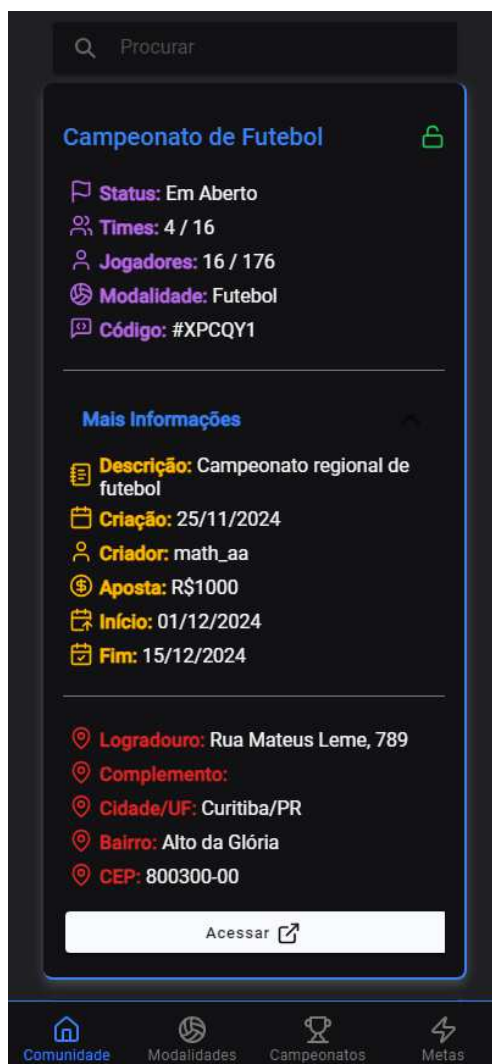 Procurar
Campeonato de Futebol
Status: Em Aberto
Times: 4 / 16
Jogadores: 16 / 176
Modalidade: Futebol
Código: #XPCQY1
Mais Informações
Descrição: Campeonato regional de
futebol
Criação: 25/11/2024
Criador: math_aa
Aposta: R$1000
Início: 01/12/2024
Fim: 15/12/2024
Logradouro: Rua Mateus Leme, 789
Complemento:
Cidade/UF: Curitiba/PR
Bairro: Alto da Glória
CEP: 800300-00
Acessar
Comunidade Modalidades Campeonatos Metas